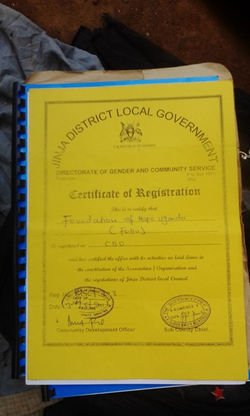 JINJA DISTRICT LOCAL GOVERNMENT
DIRECTORATE OF GENDER AND COMMUNITY SERVICE
Certificate of Registration
This is to certify that
Foundation of Hope Uganda
is registered as CBO
and has certified the office with its activities as laid down in
the constitution of the Association / Organisation and
the regulations of Jinja District local Council.
Community Development Officer
Sub County Chief